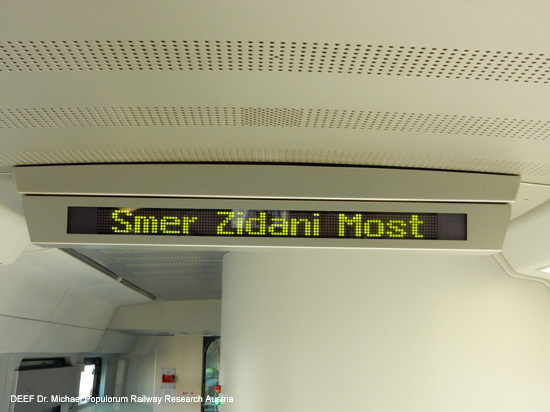 Smer Zidani Most
DEEF Dr. Michael Populorum Railway Research Austria